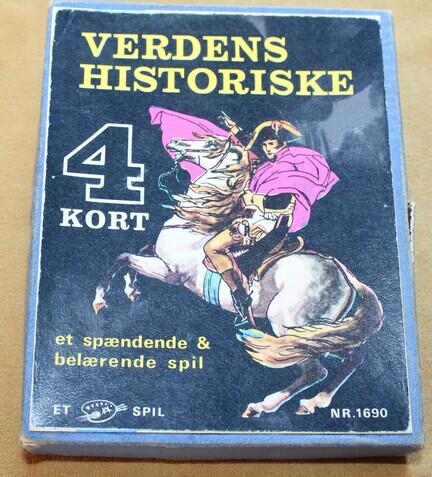 VERDENS
HISTORISKE
4
KORT
et spændende &
belærende spil
ET SPIL
NR.1690